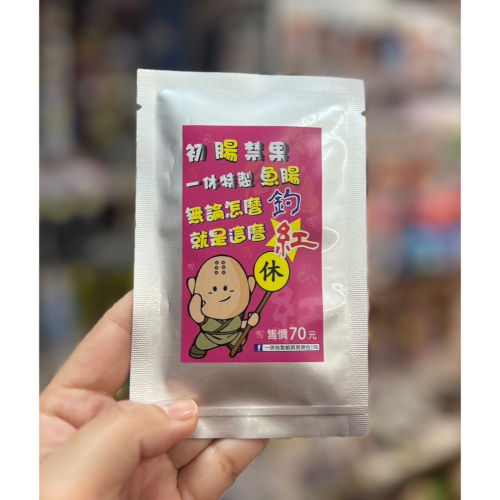 初腸禁果
一休特製魚腸
無論怎麼鉤
就是這麼紅
休
售價70元